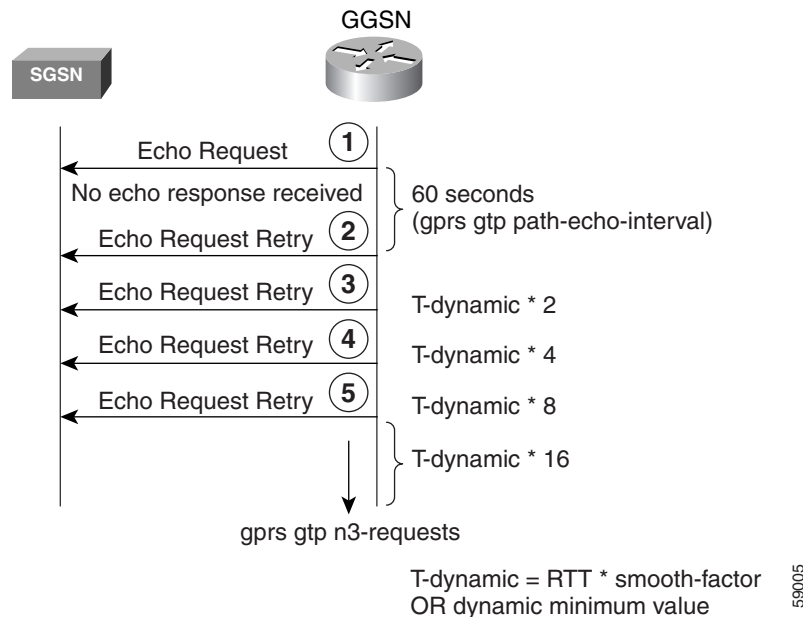 GGSN
SGSN
Echo Request 1
No echo response received
60 seconds
(gprs gtp path-echo-interval)
Echo Request Retry 2
Echo Request Retry 3
T-dynamic * 2
Echo Request Retry 4
T-dynamic * 4
Echo Request Retry 5
T-dynamic * 8
T-dynamic * 16
gprs gtp n3-requests
T-dynamic = RTT * smooth-factor
OR dynamic minimum value
59005